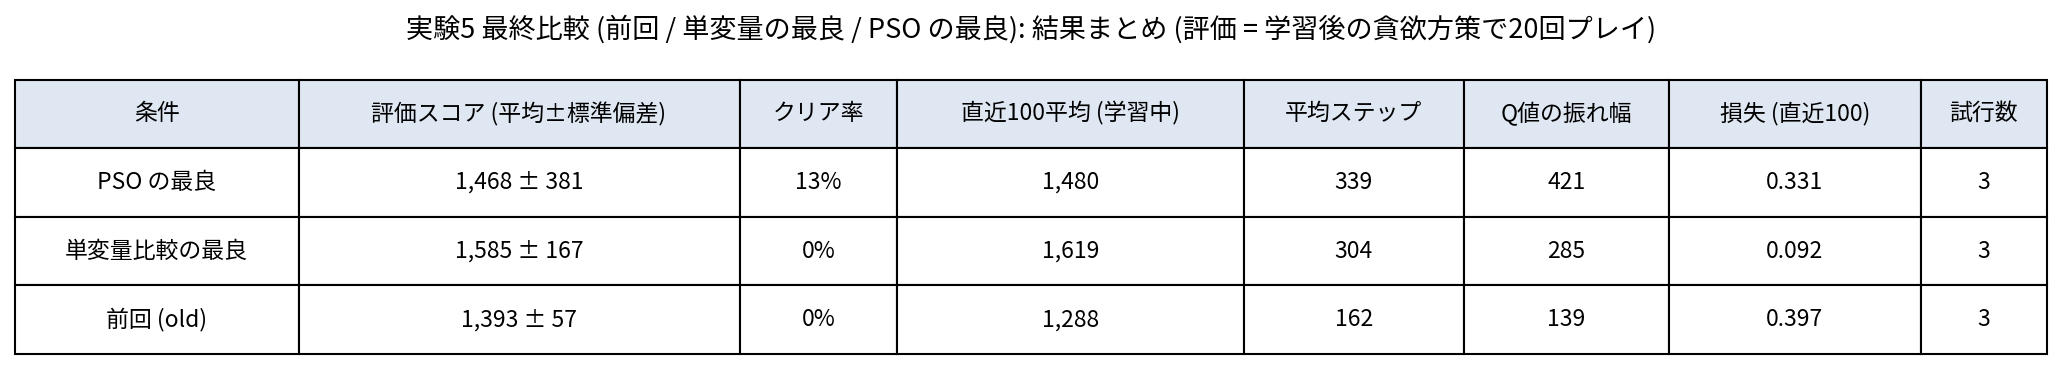 実験5 最終比較 (前回 / 単変量の最良 / PSO の最良): 結果まとめ (評価 = 学習後の貪欲方策で20回プレイ)
条件 評価スコア (平均±標準偏差) クリア率 直近100平均 (学習中) 平均ステップ Q値の振れ幅 損失 (直近100) 試行数
PSO の最良 1,468 ± 381 13% 1,480 339 421 0.331 3
単変量比較の最良 1,585 ± 167 0% 1,619 304 285 0.092 3
前回 (old) 1,393 ± 57 0% 1,288 162 139 0.397 3